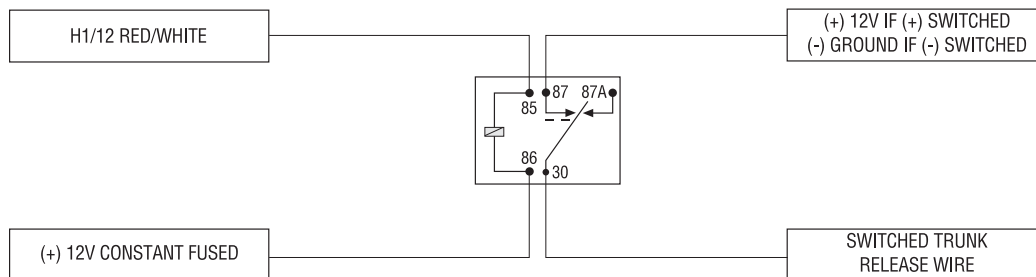 H1/12 RED/WHITE
(+) 12V IF (+) SWITCHED
(-) GROUND IF (-) SWITCHED
87 87A
85
86
30
(+) 12V CONSTANT FUSED
SWITCHED TRUNK
RELEASE WIRE